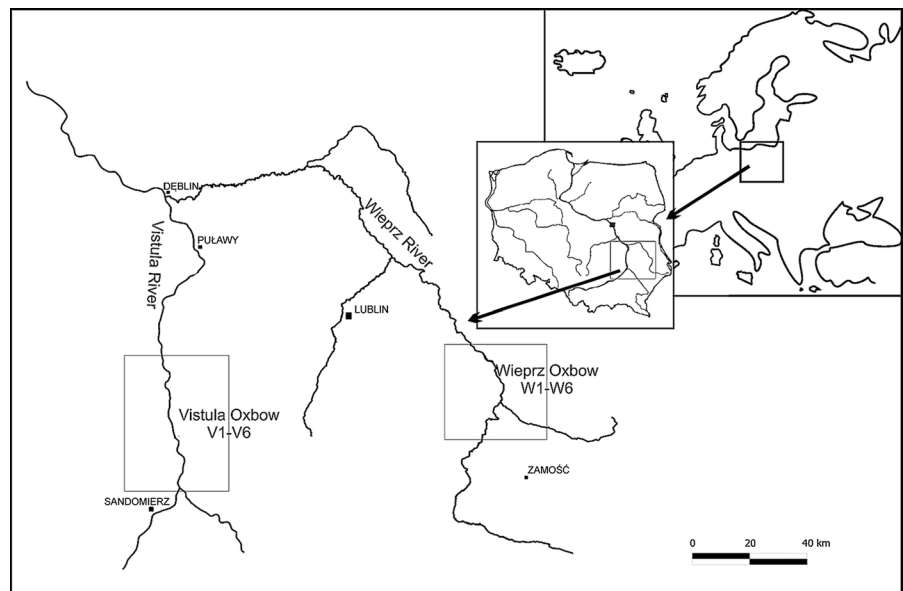 DĘBLIN
PUŁAWY
Vistula River
Wieprz River
LUBLIN
Wieprz Oxbow
W1-W6
Vistula Oxbow
V1-V6
ZAMOŚĆ
SANDOMIERZ
0 20 40 km